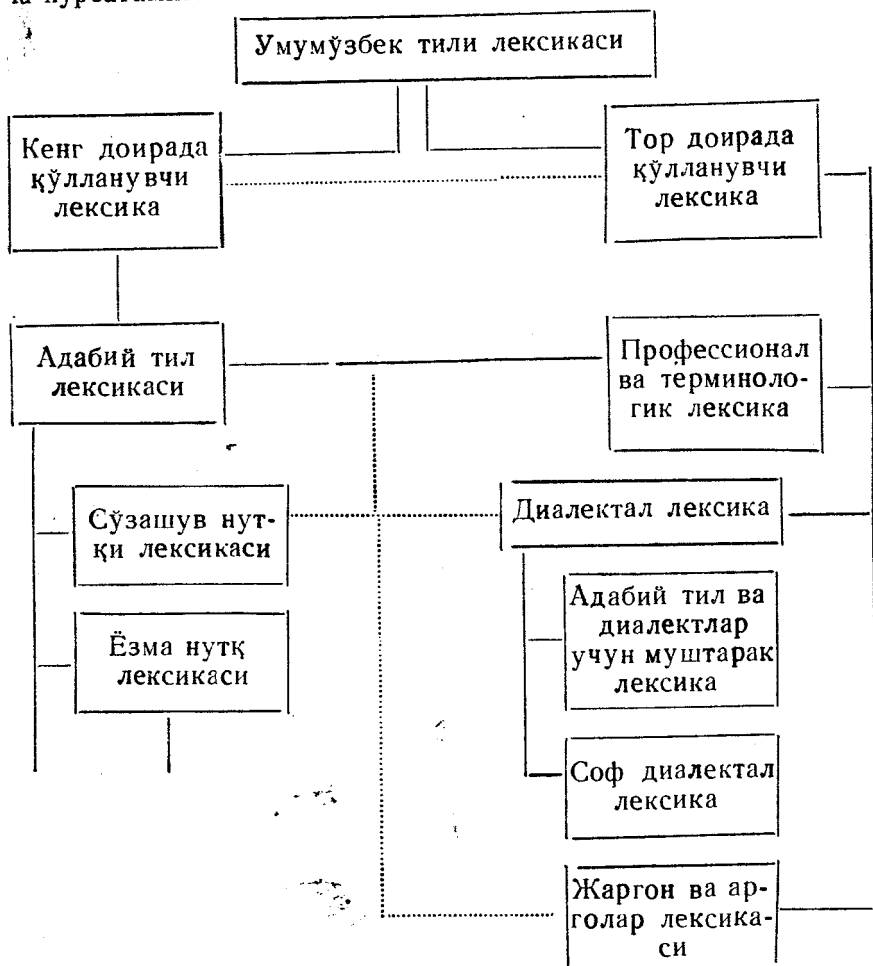 Умумўзбек тили лексикаси
Кенг доирада
қўлланувчи
лексика
Тор доирада
қўлланувчи
лексика
Адабий тил
лексикаси
Профессионал
ва терминоло-
гик лексика
Сўзашув нут-
қи лексикаси
Диалектал лексика
Ёзма нутқ
лексикаси
Адабий тил ва
диалектлар
учун муштарак
лексика
Соф диалектал
лексика
Жаргон ва ар-
голар лексика-
си